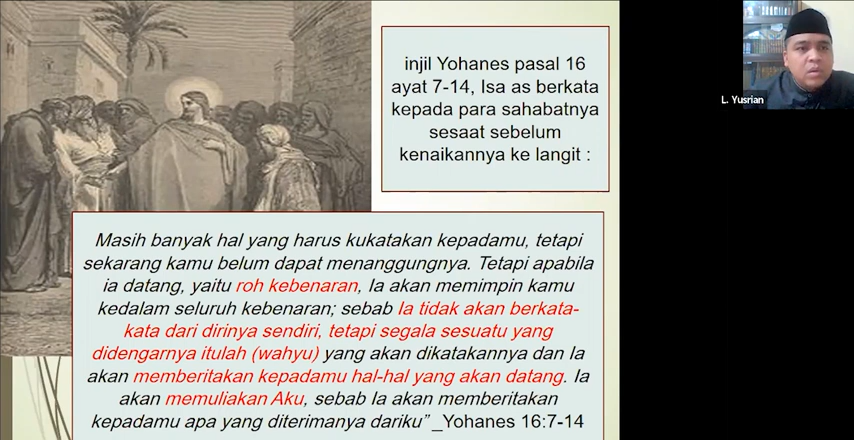 injil Yohanes pasal 16
ayat 7-14, Isa as berkata
kepada para sahabatnya
sesaat sebelum
kenaikannya ke langit :
L. Yusrian
Masih banyak hal yang harus kukatakan kepadamu, tetapi
sekarang kamu belum dapat menanggungnya. Tetapi apabila
ia datang, yaitu roh kebenaran, Ia akan memimpin kamu
kedalam seluruh kebenaran; sebab Ia tidak akan berkata-
kata dari dirinya sendiri, tetapi segala sesuatu yang
didengarnya itulah (wahyu) yang akan dikatakannya dan Ia
akan memberitakan kepadamu hal-hal yang akan datang. Ia
akan memuliakan Aku, sebab Ia akan memberitakan
kepadamu apa yang diterimanya dariku” _Yohanes 16:7-14